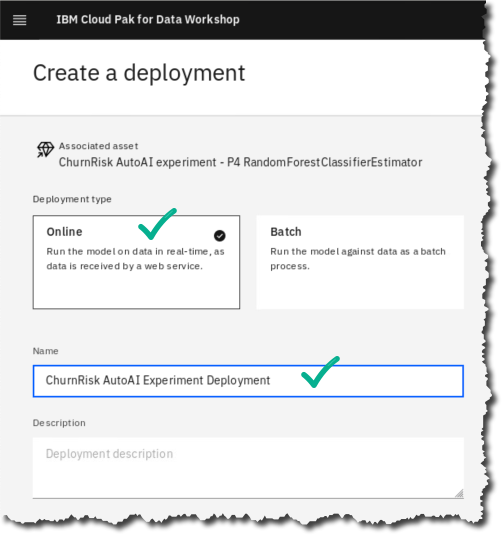 IBM Cloud Pak for Data Workshop
Create a deployment
Associated asset
ChurnRisk AutoAI experiment - P4 RandomForestClassifierEstimator
Deployment type
Online
Run the model on data in real-time, as
data is received by a web service.
Batch
Run the model against data as a batch
process.
Name
ChurnRisk AutoAI Experiment Deployment
Description
Deployment description